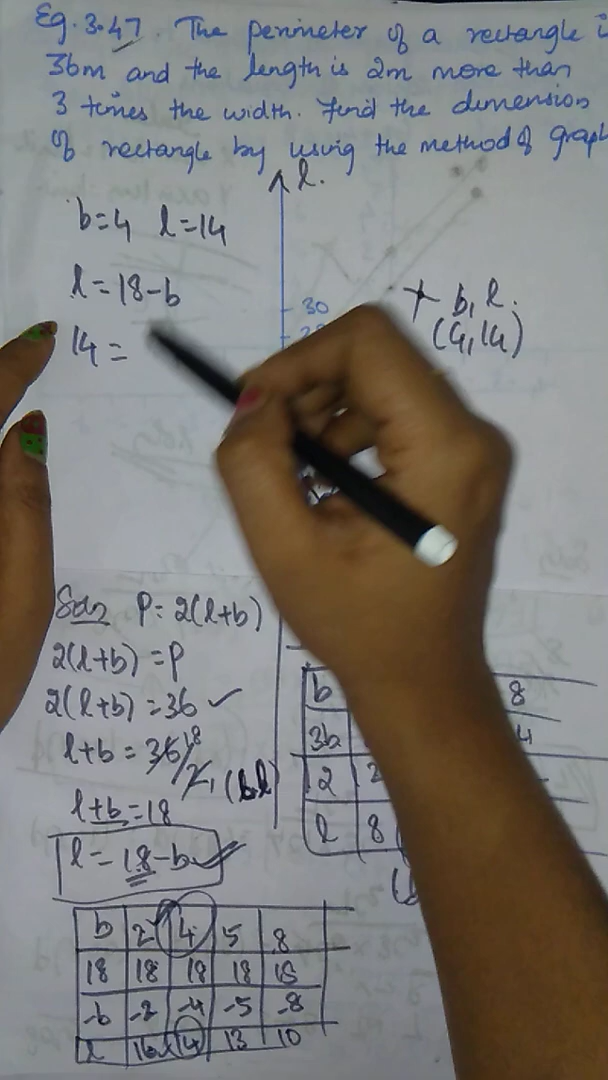 Eg. 3.47 The perimeter of a rectangle
36m and the length is 2m more than
3 times the width. Find the dimension
of rectangle by using the method of graph
l.
b=4 l=14
l=18-b
14=
30
b, l.
(4,14)
Soln P=2(l+b)
2(l+b)=P
2(l+b)=36 ✓
l+b=36/2 18
(b,l)
l+b=18
l=18-b
b 2 4 5 8
18 18 18 18 18
-b -2 -4 -5 -8
l 16 14 13 10
b 8
3b
2 2
l 8